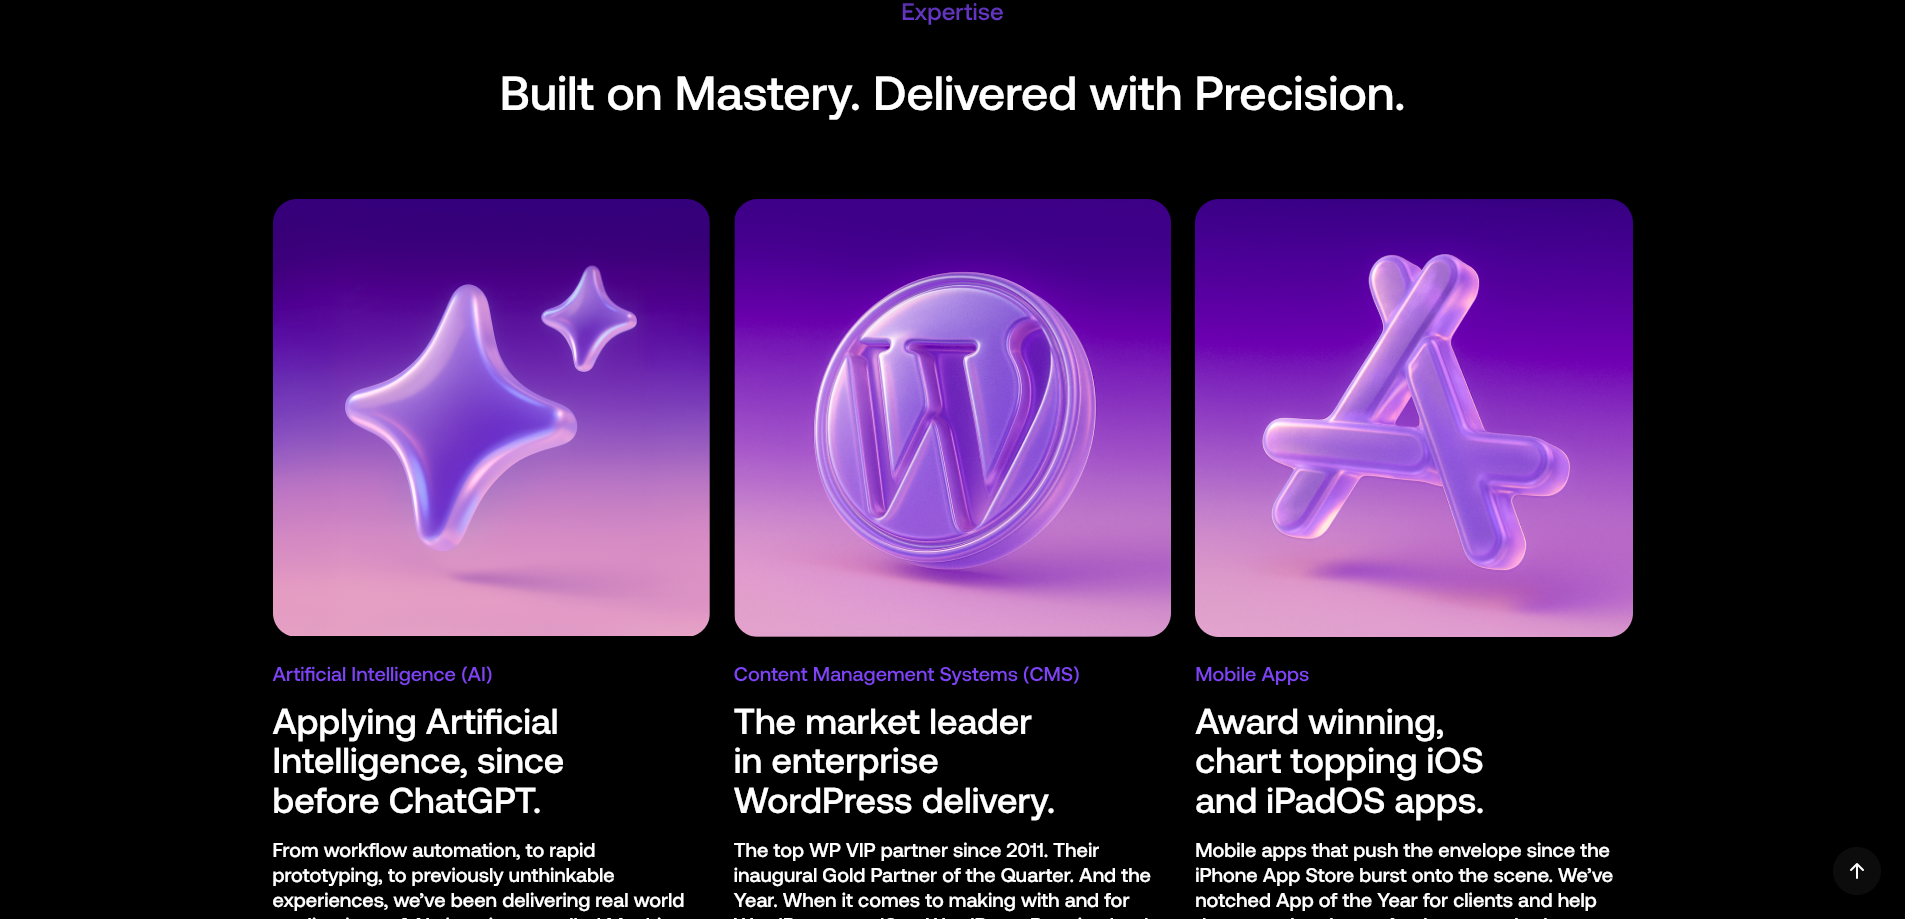 Expertise
Built on Mastery. Delivered with Precision.
Artificial Intelligence (AI)
Applying Artificial
Intelligence, since
before ChatGPT.
From workflow automation, to rapid
prototyping, to previously unthinkable
experiences, we’ve been delivering real world
Content Management Systems (CMS)
The market leader
in enterprise
WordPress delivery.
The top WP VIP partner since 2011. Their
inaugural Gold Partner of the Quarter. And the
Year. When it comes to making with and for
Mobile Apps
Award winning,
chart topping iOS
and iPadOS apps.
Mobile apps that push the envelope since the
iPhone App Store burst onto the scene. We’ve
notched App of the Year for clients and help